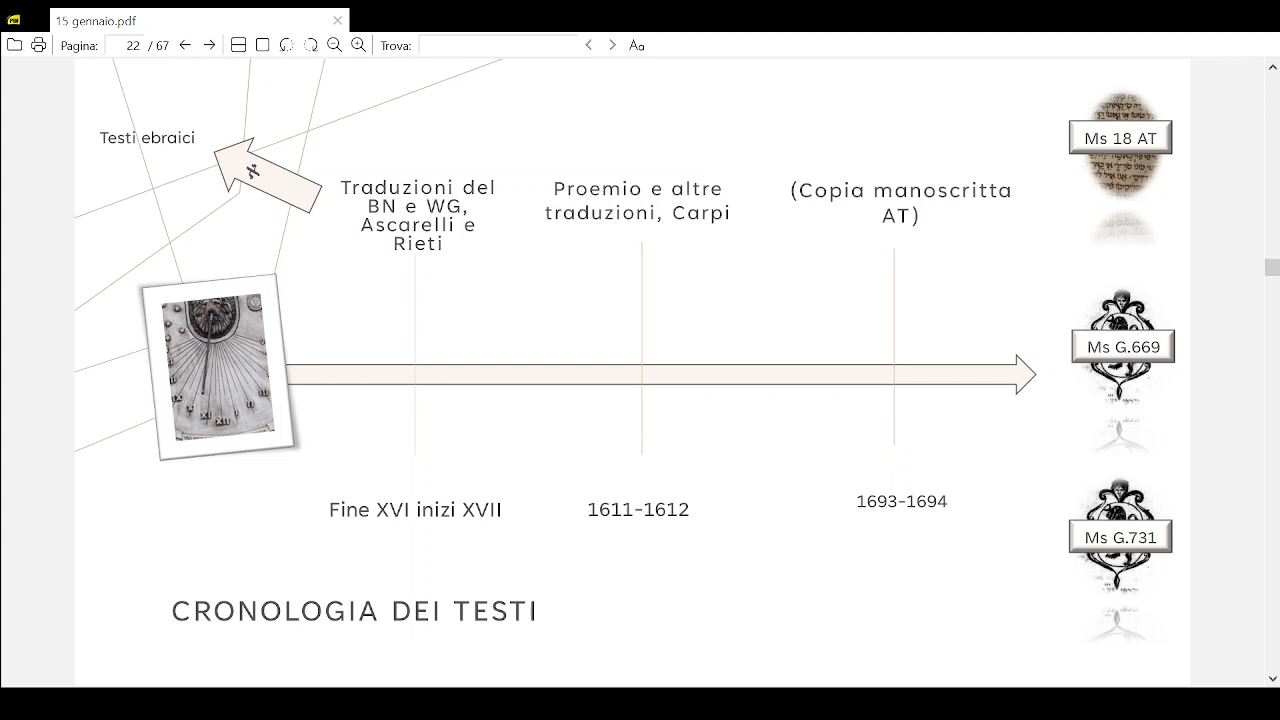 15 gennaio.pdf
Pagina: 22 / 67 Trova: Aa
Testi ebraici
Traduzioni del
BN e WG,
Ascarelli e
Rieti
Proemio e altre
traduzioni, Carpi
(Copia manoscritta
AT)
Ms 18 AT
Ms G.669
Ms G.731
Fine XVI inizi XVII
1611-1612
1693-1694
CRONOLOGIA DEI TESTI